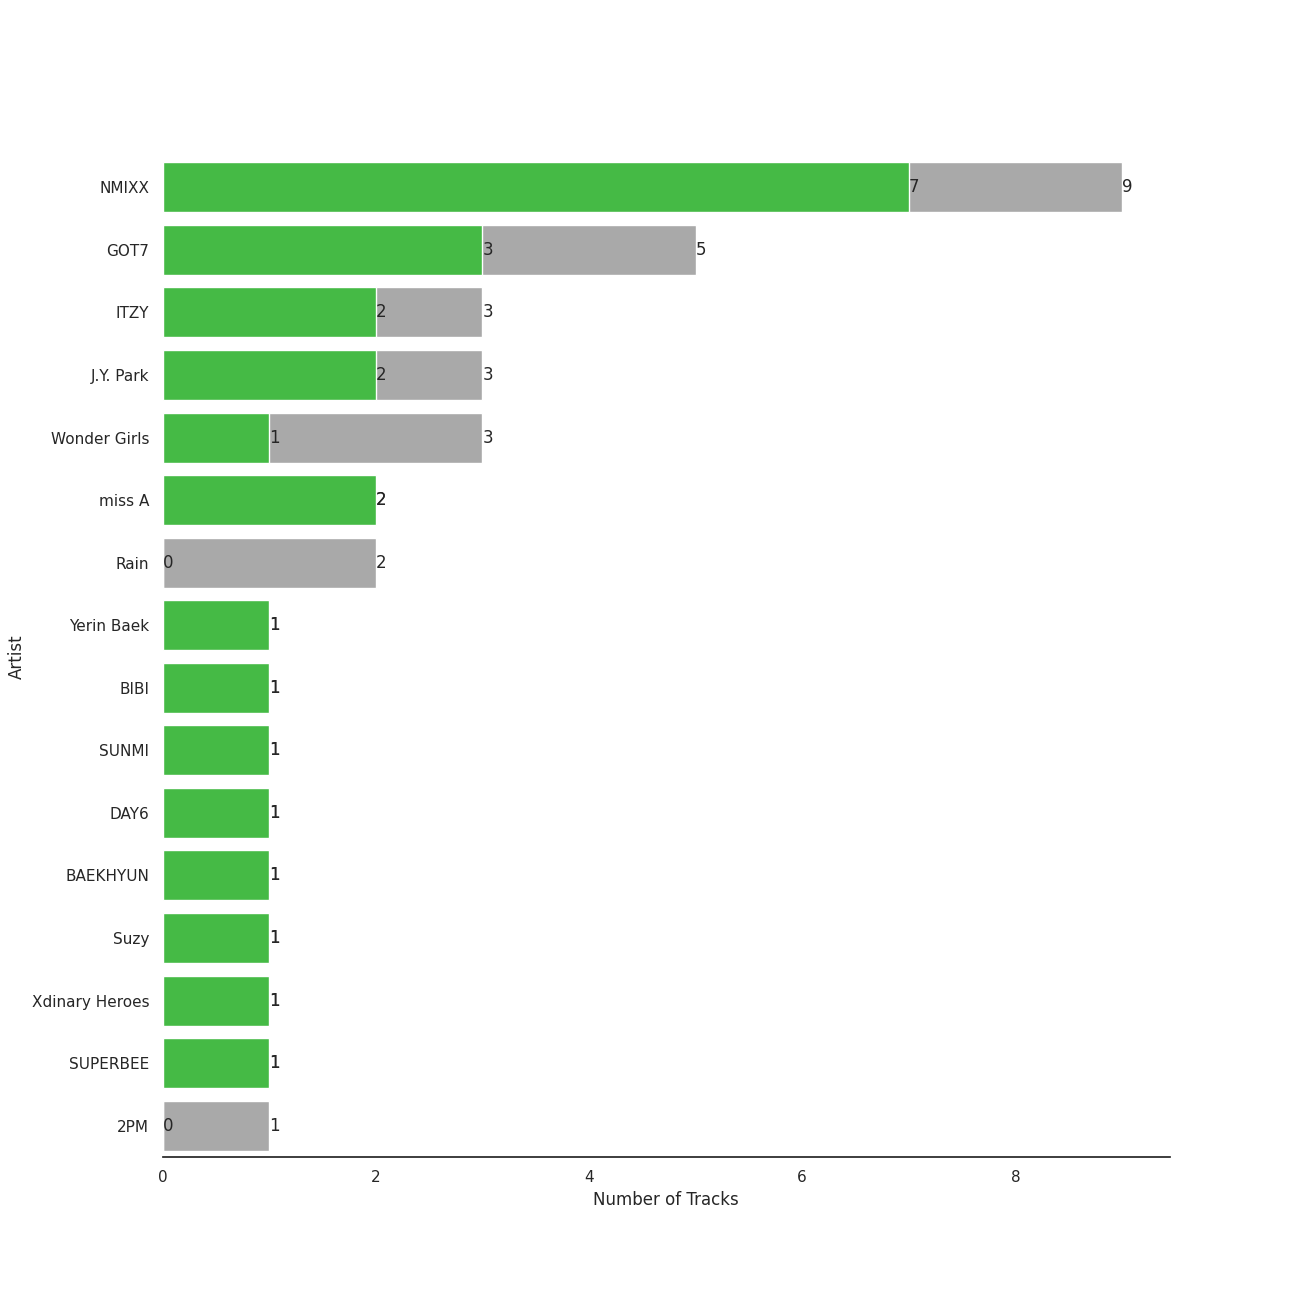 NMIXX 7 9
GOT7 3 5
ITZY 2 3
J.Y. Park 2 3
Wonder Girls 1 3
miss A 2
Rain 0 2
Yerin Baek 1
BIBI 1
SUNMI 1
DAY6 1
BAEKHYUN 1
Suzy 1
Xdinary Heroes 1
SUPERBEE 1
2PM 0 1
0 2 4 6 8
Number of Tracks
Artist